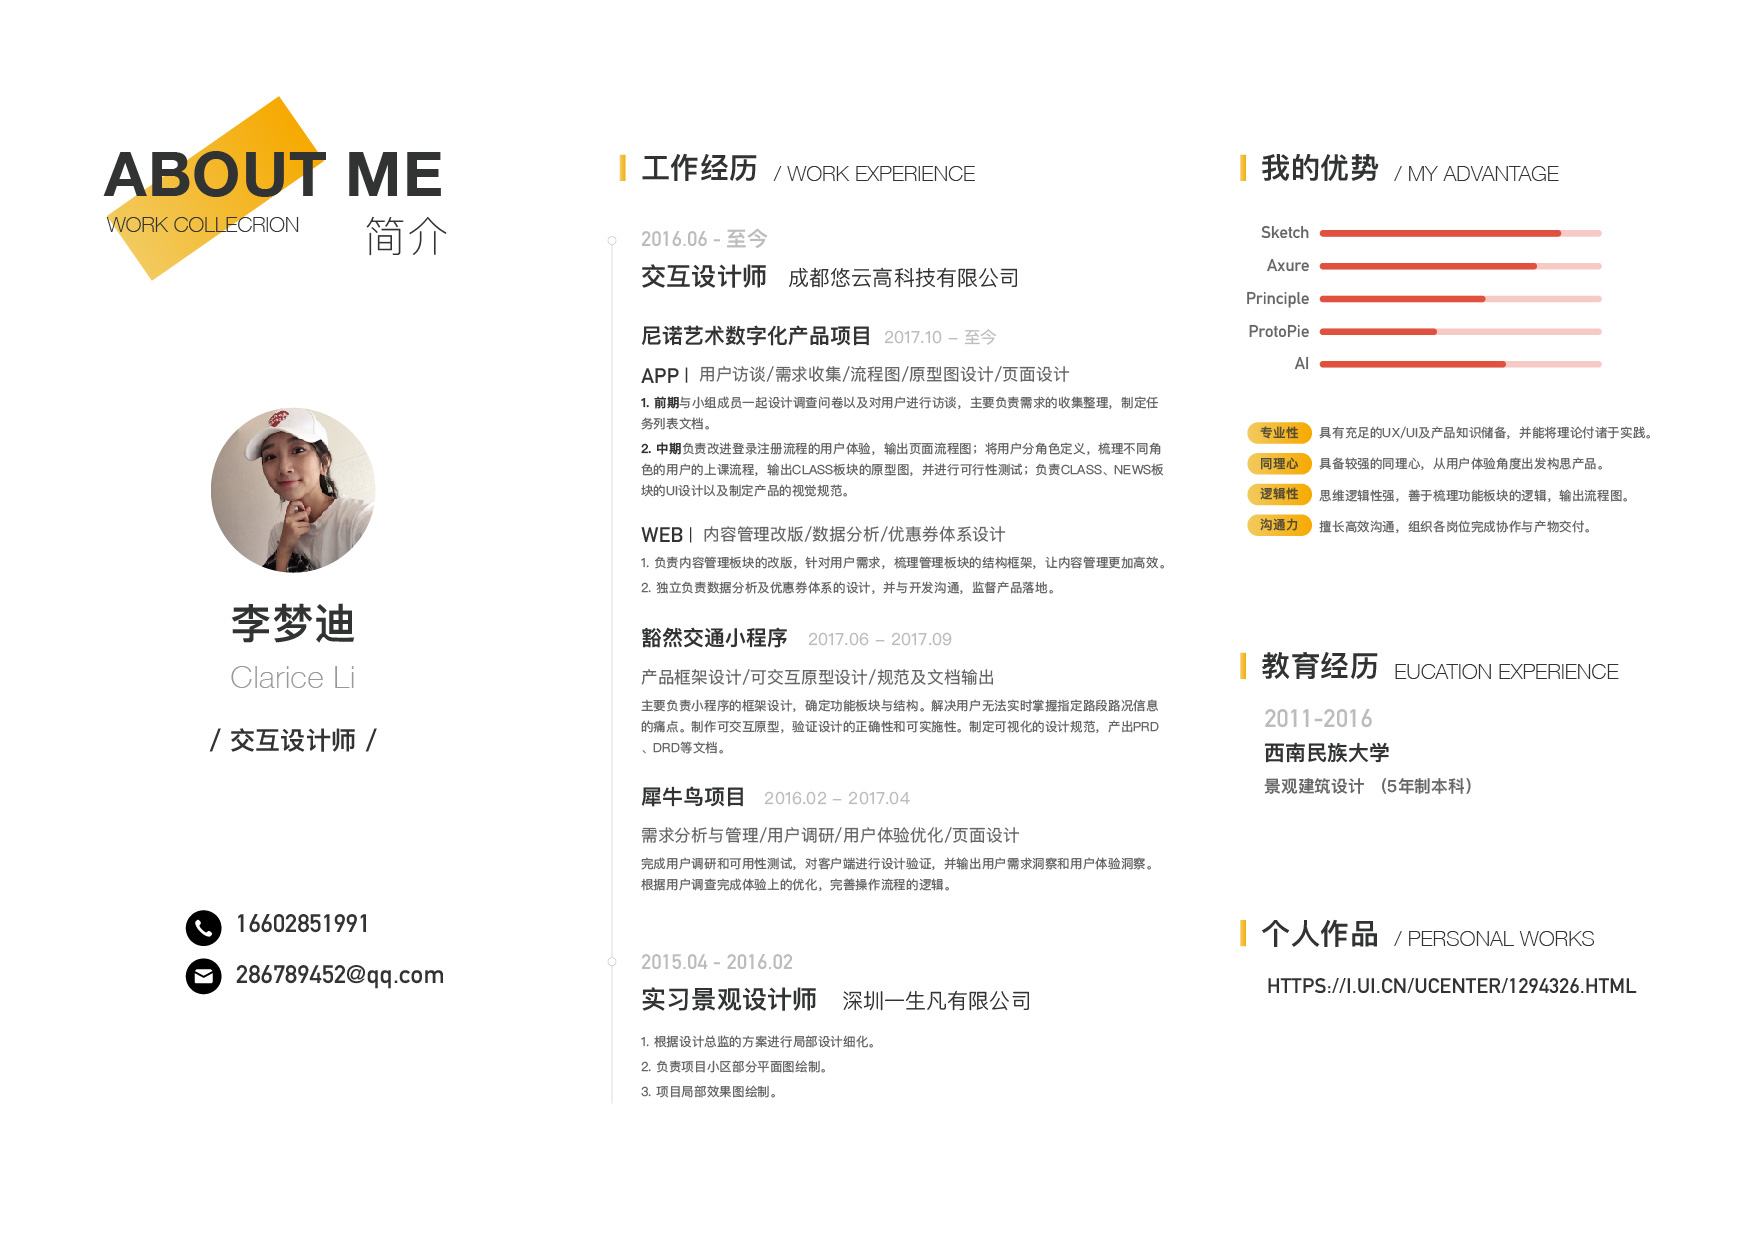 ABOUT ME
WORK COLLECRION
简介
李梦迪
Clarice Li
/ 交互设计师 /
16602851991
286789452@qq.com
工作经历 / WORK EXPERIENCE
2016.06 - 至今
交互设计师 成都悠云高科技有限公司
尼诺艺术数字化产品项目 2017.10 – 至今
APP | 用户访谈/需求收集/流程图/原型图设计/页面设计
1. 前期与小组成员一起设计调查问卷以及对用户进行访谈，主要负责需求的收集整理，制定任
务列表文档。
2. 中期负责改进登录注册流程的用户体验，输出页面流程图；将用户分角色定义，梳理不同角
色的用户的上课流程，输出CLASS板块的原型图，并进行可行性测试；负责CLASS、NEWS板
块的UI设计以及制定产品的视觉规范。
WEB | 内容管理改版/数据分析/优惠券体系设计
1. 负责内容管理板块的改版，针对用户需求，梳理管理板块的结构框架，让内容管理更加高效。
2. 独立负责数据分析及优惠券体系的设计，并与开发沟通，监督产品落地。
豁然交通小程序 2017.06 – 2017.09
产品框架设计/可交互原型设计/规范及文档输出
主要负责小程序的框架设计，确定功能板块与结构。解决用户无法实时掌握指定路段路况信息
的痛点。制作可交互原型，验证设计的正确性和可实施性。制定可视化的设计规范，产出PRD
、DRD等文档。
犀牛鸟项目 2016.02 – 2017.04
需求分析与管理/用户调研/用户体验优化/页面设计
完成用户调研和可用性测试，对客户端进行设计验证，并输出用户需求洞察和用户体验洞察。
根据用户调查完成体验上的优化，完善操作流程的逻辑。
2015.04 - 2016.02
实习景观设计师 深圳一生凡有限公司
1. 根据设计总监的方案进行局部设计细化。
2. 负责项目小区部分平面图绘制。
3. 项目局部效果图绘制。
我的优势 / MY ADVANTAGE
Sketch
Axure
Principle
ProtoPie
AI
专业性 具有充足的UX/UI及产品知识储备，并能将理论付诸于实践。
同理心 具备较强的同理心，从用户体验角度出发构思产品。
逻辑性 思维逻辑性强，善于梳理功能板块的逻辑，输出流程图。
沟通力 擅长高效沟通，组织各岗位完成协作与产物交付。
教育经历 EUCATION EXPERIENCE
2011-2016
西南民族大学
景观建筑设计 （5年制本科）
个人作品 / PERSONAL WORKS
HTTPS://I.UI.CN/UCENTER/1294326.HTML